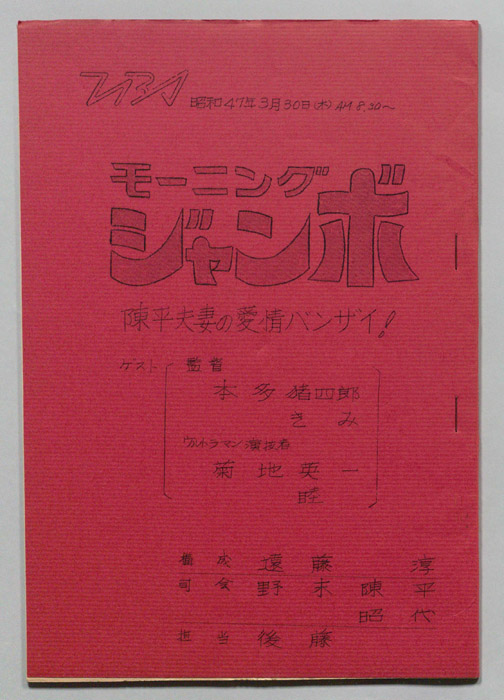 TBS
昭和47年3月30日(木) AM 8.30〜
モーニング
ジャンボ
陳平夫妻の愛情バンザイ!
ゲスト 監督
本多猪四郎
きみ
ウルトラマン演技者
菊地英一
睦
構成 遠藤淳
司会 野末陳平
昭代
担当 後藤